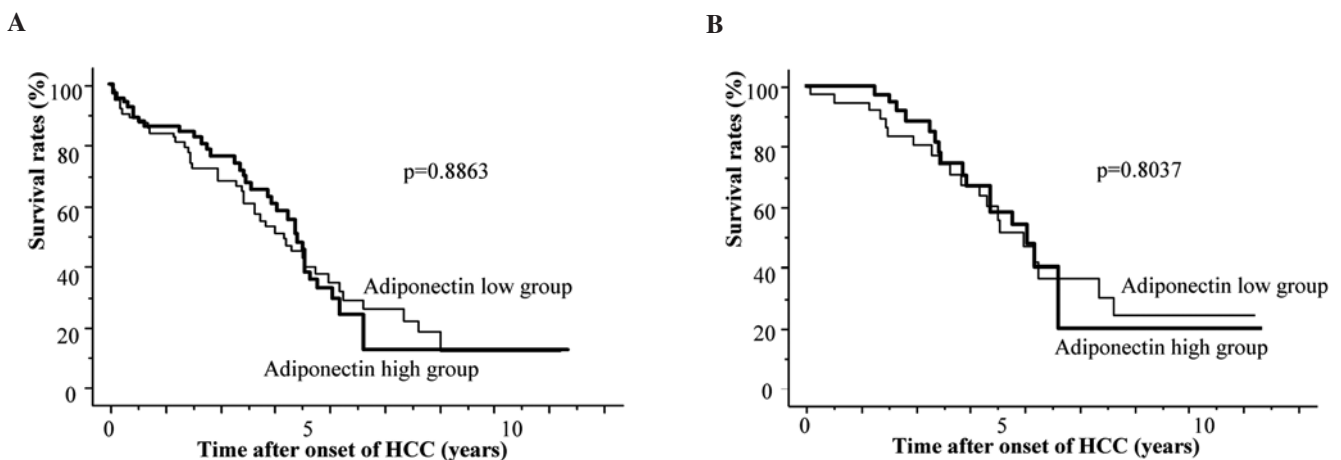 A
Survival rates (%)
100
80
60
40
20
0
p=0.8863
Adiponectin low group
Adiponectin high group
0
5
10
Time after onset of HCC (years)
B
Survival rates (%)
100
80
60
40
20
0
p=0.8037
Adiponectin low group
Adiponectin high group
0
5
10
Time after onset of HCC (years)